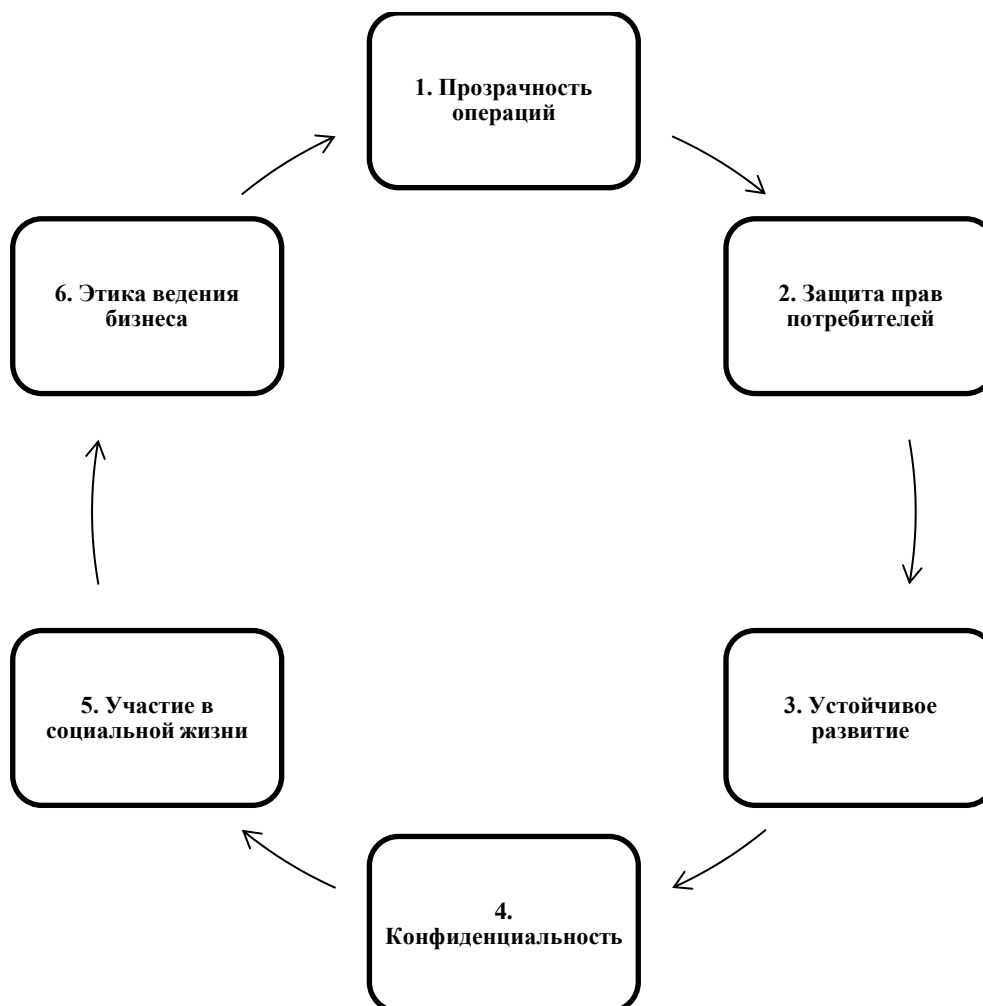 1. Прозрачность
операций
2. Защита прав
потребителей
3. Устойчивое
развитие
4.
Конфиденциальность
5. Участие в
социальной жизни
6. Этика ведения
бизнеса